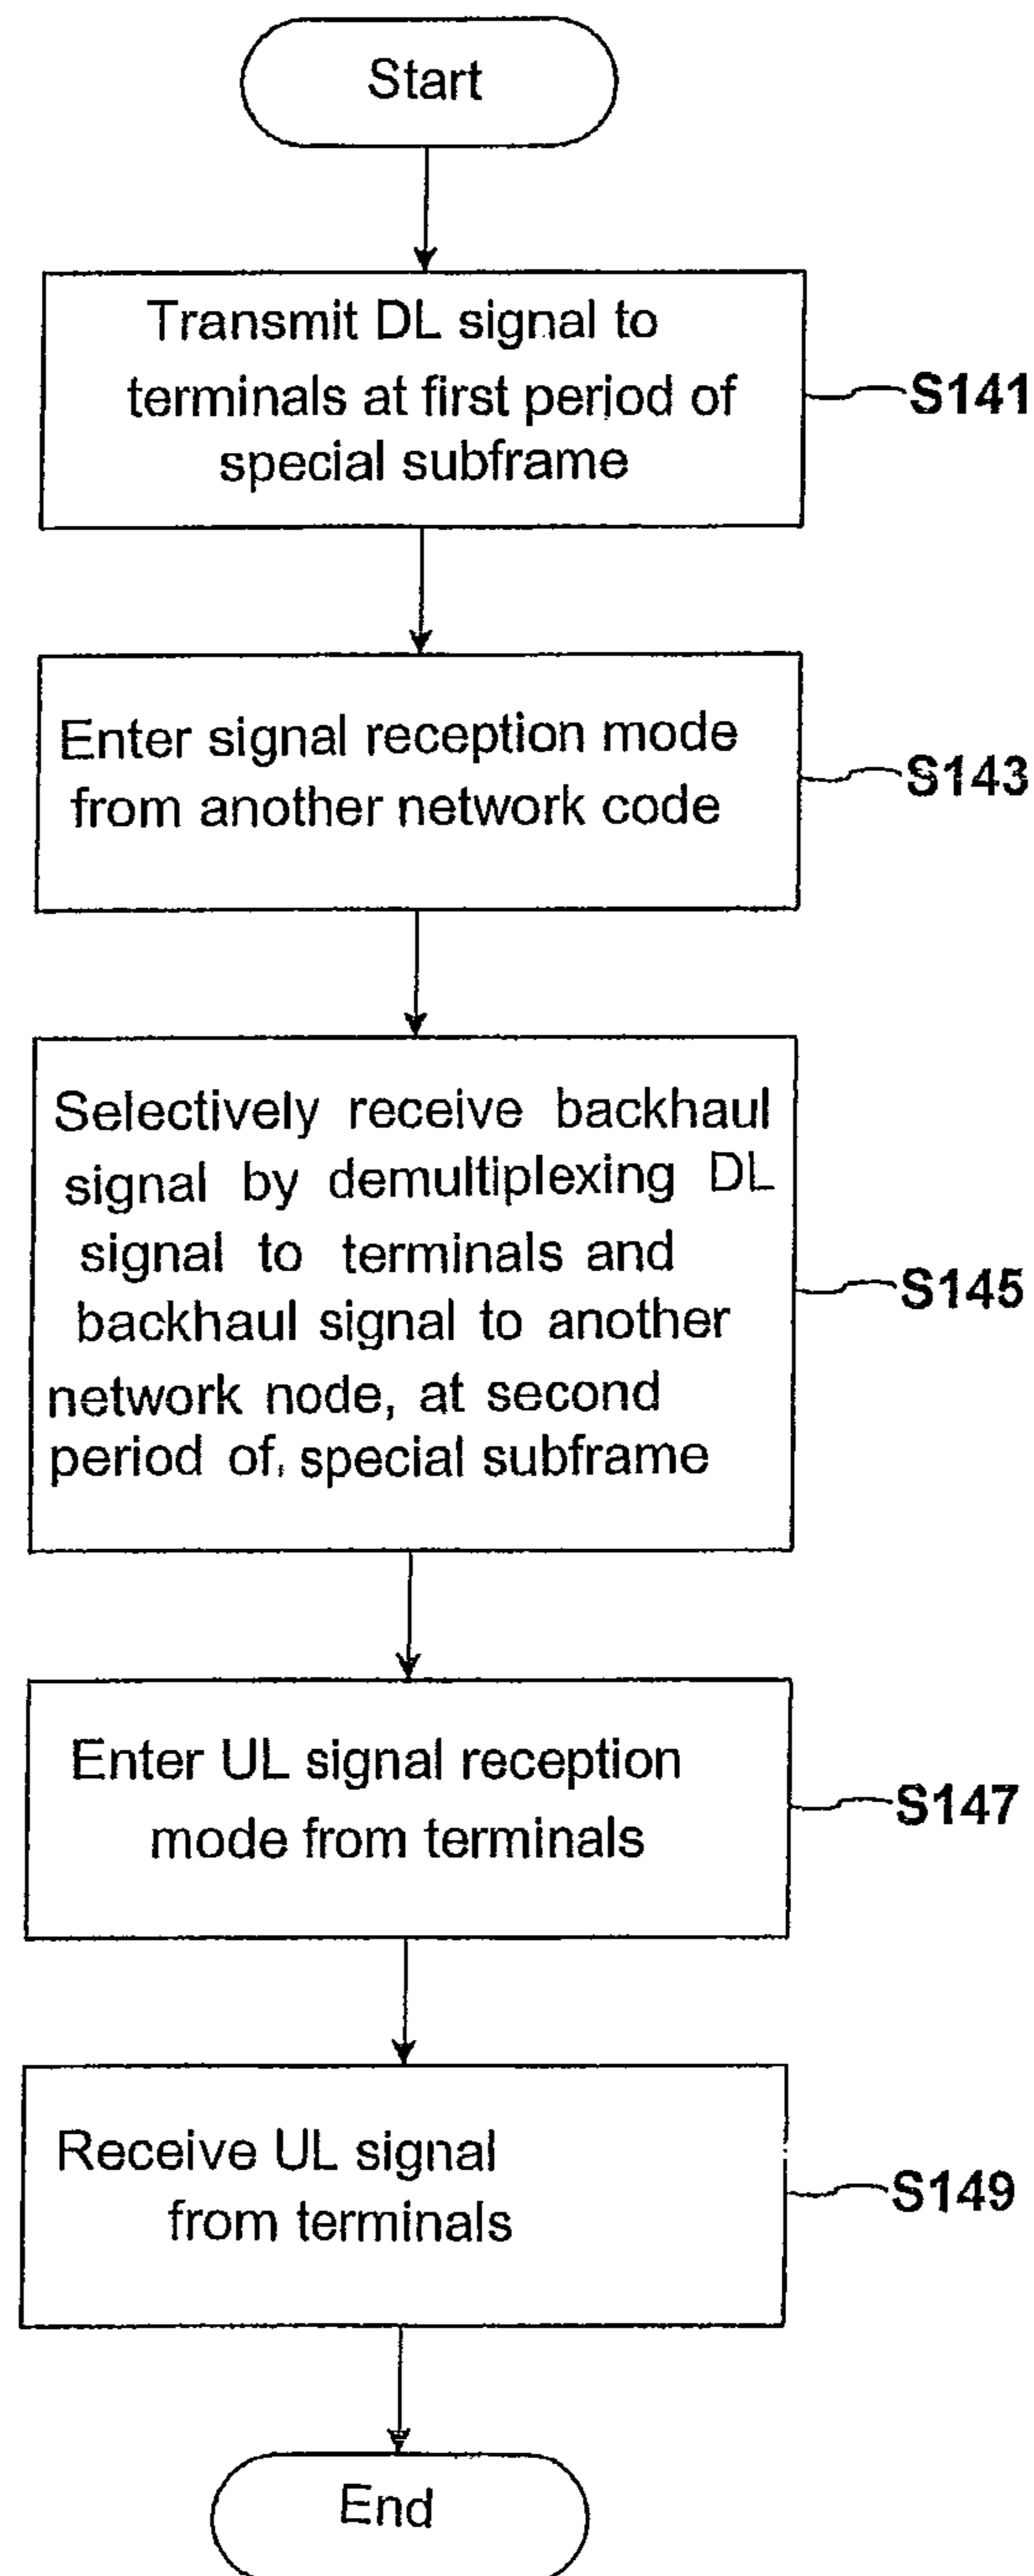 Start
Transmit DL signal to
terminals at first period of
special subframe
S141
Enter signal reception mode
from another network code
S143
Selectively receive backhaul
signal by demultiplexing DL
signal to terminals and
backhaul signal to another
network node, at second
period of special subframe
S145
Enter UL signal reception
mode from terminals
S147
Receive UL signal
from terminals
S149
End